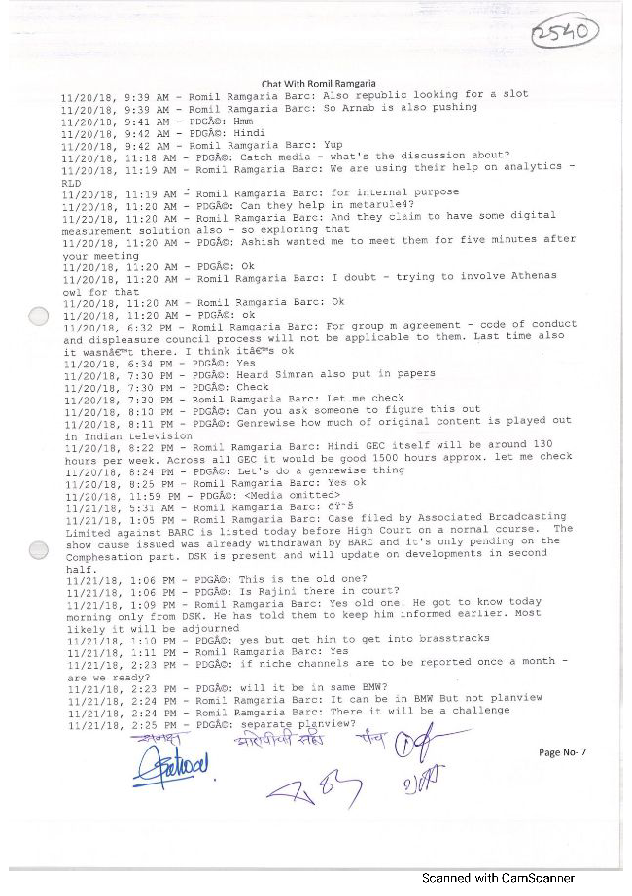 2540
Chat With Romil Ramgaria
11/20/18, 9:39 AM - Romil Ramgaria Barc: Also republic looking for a slot
11/20/18, 9:39 AM - Romil Ramgaria Barc: So Arnab is also pushing
11/20/18, 9:41 AM - PDGÃ©: Hmm
11/20/18, 9:42 AM - PDGÃ©: Hindi
11/20/18, 9:42 AM - Romil Ramgaria Barc: Yup
11/20/18, 11:18 AM - PDGÃ©: Catch media - what's the discussion about?
11/20/18, 11:19 AM - Romil Ramgaria Barc: We are using their help on analytics -
RLD
11/20/18, 11:19 AM - Romil Ramgaria Barc: for internal purpose
11/20/18, 11:20 AM - PDGÃ©: Can they help in metarule4?
11/20/18, 11:20 AM - Romil Ramgaria Barc: And they claim to have some digital
measurement solution also - so exploring that
11/20/18, 11:20 AM - PDGÃ©: Ashish wanted me to meet them for five minutes after
your meeting
11/20/18, 11:20 AM - PDGÃ©: Ok
11/20/18, 11:20 AM - Romil Ramgaria Barc: I doubt - trying to involve Athenas
owl for that
11/20/18, 11:20 AM - Romil Ramgaria Barc: Ok
11/20/18, 11:20 AM - PDGÃ©: ok
11/20/18, 6:32 PM - Romil Ramgaria Barc: For group m agreement - code of conduct
and displeasure council process will not be applicable to them. Last time also
it wasnâ€™t there. I think itâ€™s ok
11/20/18, 6:34 PM - PDGÃ©: Yes
11/20/18, 7:30 PM - PDGÃ©: Heard Simran also put in papers
11/20/18, 7:30 PM - PDGÃ©: Check
11/20/18, 7:30 PM - Romil Ramgaria Barc: Let me check
11/20/18, 8:10 PM - PDGÃ©: Can you ask someone to figure this out
11/20/18, 8:11 PM - PDGÃ©: Genrewise how much of original content is played out
in Indian television
11/20/18, 8:22 PM - Romil Ramgaria Barc: Hindi GEC itself will be around 130
hours per week. Across all GEC it would be good 1500 hours approx. let me check
11/20/18, 8:24 PM - PDGÃ©: Let's do a genrewise thing
11/20/18, 8:25 PM - Romil Ramgaria Barc: Yes ok
11/20/18, 11:59 PM - PDGÃ©: <Media omitted>
11/21/18, 5:31 AM - Romil Ramgaria Barc:
11/21/18, 1:05 PM - Romil Ramgaria Barc: Case filed by Associated Broadcasting
Limited against BARC is listed today before High Court on a normal course. The
show cause issued was already withdrawn by BARC and it's only pending on the
Comphesation part. DSK is present and will update on developments in second
half.
11/21/18, 1:06 PM - PDGÃ©: This is the old one?
11/21/18, 1:06 PM - PDGÃ©: Is Rajini there in court?
11/21/18, 1:09 PM - Romil Ramgaria Barc: Yes old one. He got to know today
morning only from DSK. He has told them to keep him informed earlier. Most
likely it will be adjourned
11/21/18, 1:10 PM - PDGÃ©: yes but get him to get into brasstracks
11/21/18, 1:11 PM - Romil Ramgaria Barc: Yes
11/21/18, 2:23 PM - PDGÃ©: if niche channels are to be reported once a month -
are we ready?
11/21/18, 2:23 PM - PDGÃ©: will it be in same BMW?
11/21/18, 2:24 PM - Romil Ramgaria Barc: It can be in BMW But not planview
11/21/18, 2:24 PM - Romil Ramgaria Barc: There it will be a challenge
11/21/18, 2:25 PM - PDGÃ©: separate planview?
समक्ष आरोपीची सही पंच ①
Page No- 7
Scanned with CamScanner